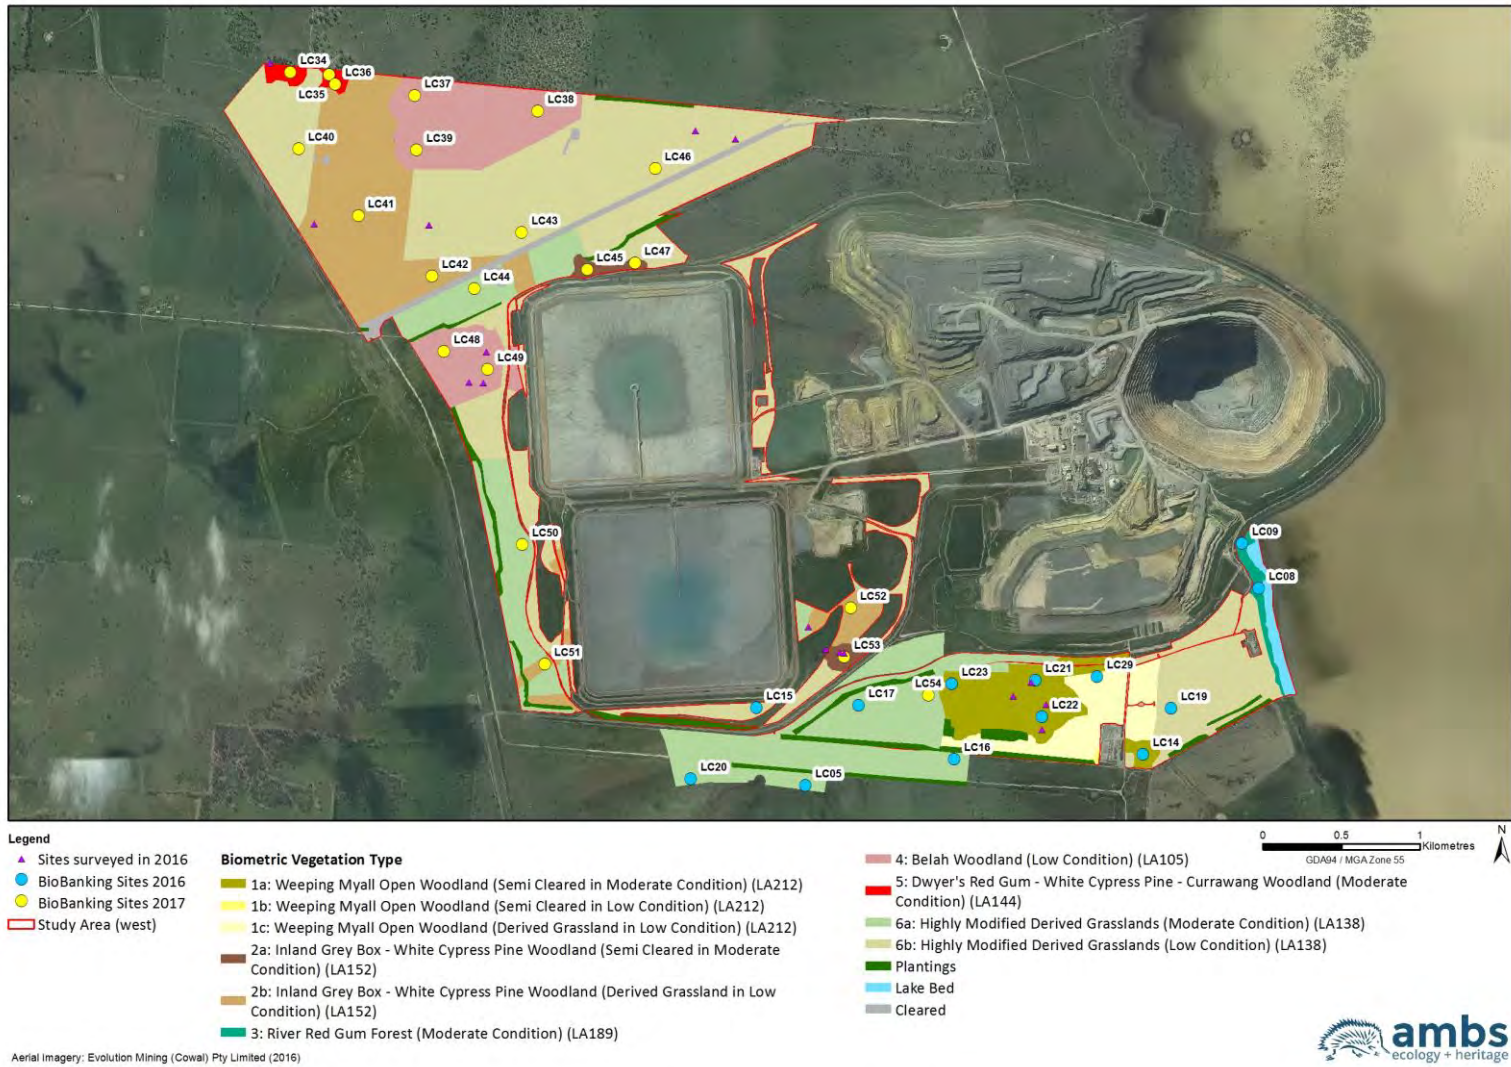 LC34
LC36
LC35
LC37
LC38
LC40
LC39
LC46
LC41
LC43
LC45
LC47
LC42
LC44
LC48
LC49
LC50
LC09
LC08
LC52
LC53
LC51
LC54
LC23
LC21
LC29
LC15
LC17
LC22
LC19
LC16
LC14
LC20
LC05
Legend
Sites surveyed in 2016
BioBanking Sites 2016
BioBanking Sites 2017
Study Area (west)
Biometric Vegetation Type
1a: Weeping Myall Open Woodland (Semi Cleared in Moderate Condition) (LA212)
1b: Weeping Myall Open Woodland (Semi Cleared in Low Condition) (LA212)
1c: Weeping Myall Open Woodland (Derived Grassland in Low Condition) (LA212)
2a: Inland Grey Box - White Cypress Pine Woodland (Semi Cleared in Moderate
Condition) (LA152)
2b: Inland Grey Box - White Cypress Pine Woodland (Derived Grassland in Low
Condition) (LA152)
3: River Red Gum Forest (Moderate Condition) (LA189)
4: Belah Woodland (Low Condition) (LA105)
5: Dwyer's Red Gum - White Cypress Pine - Currawang Woodland (Moderate
Condition) (LA144)
6a: Highly Modified Derived Grasslands (Moderate Condition) (LA138)
6b: Highly Modified Derived Grasslands (Low Condition) (LA138)
Plantings
Lake Bed
Cleared
0 0.5 1
Kilometres
GDA94 / MGA Zone 55
N
Aerial Imagery: Evolution Mining (Cowal) Pty Limited (2016)
ambs
ecology + heritage